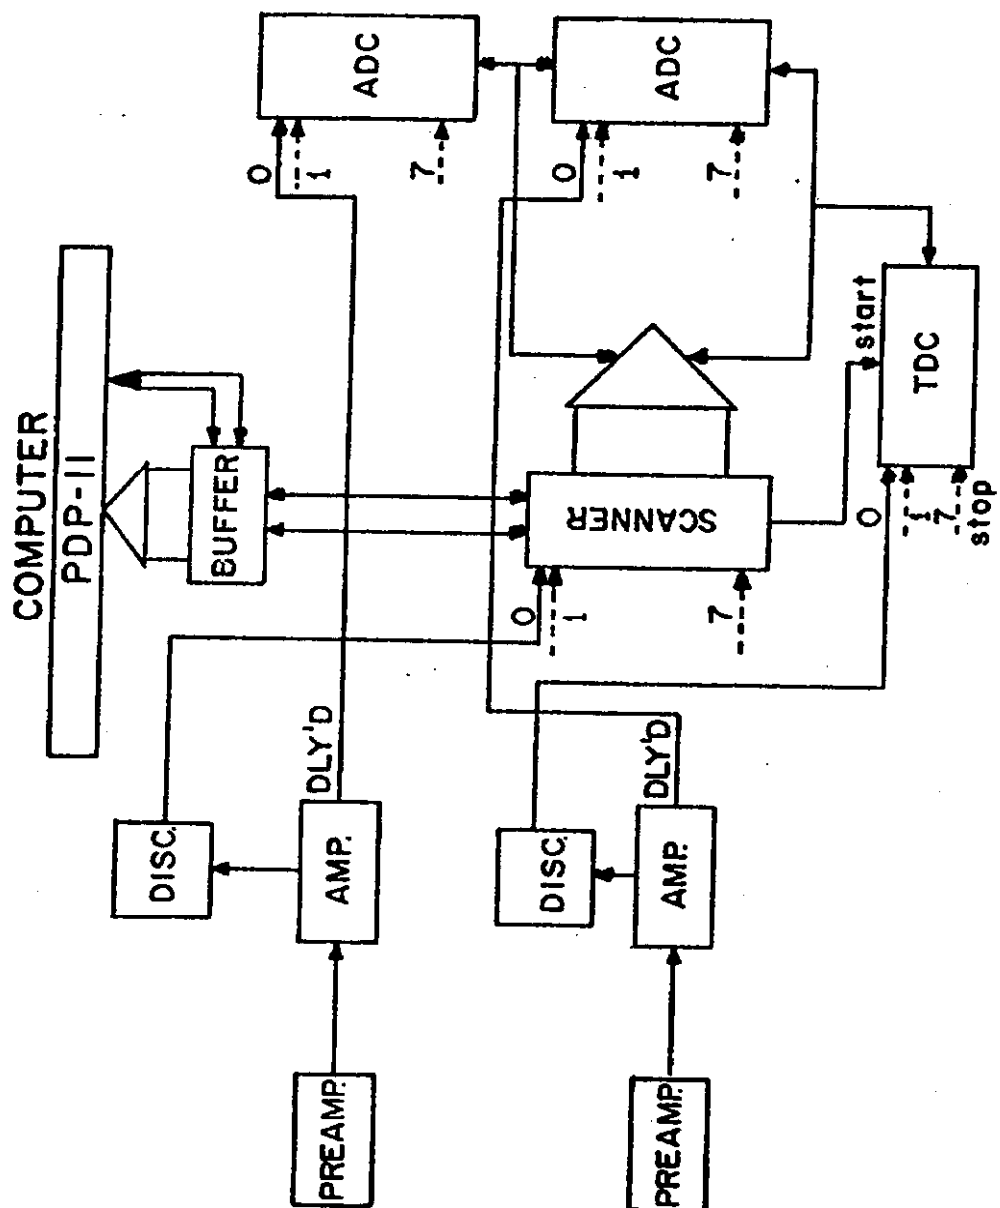 COMPUTER
PDP-11
BUFFER
ADC
0
1
7
ADC
0
1
7
SCANNER
0
1
7
start
TDC
0
1
7
stop
DISC.
AMP.
DLY'D
PREAMP.
DISC.
AMP.
DLY'D
PREAMP.